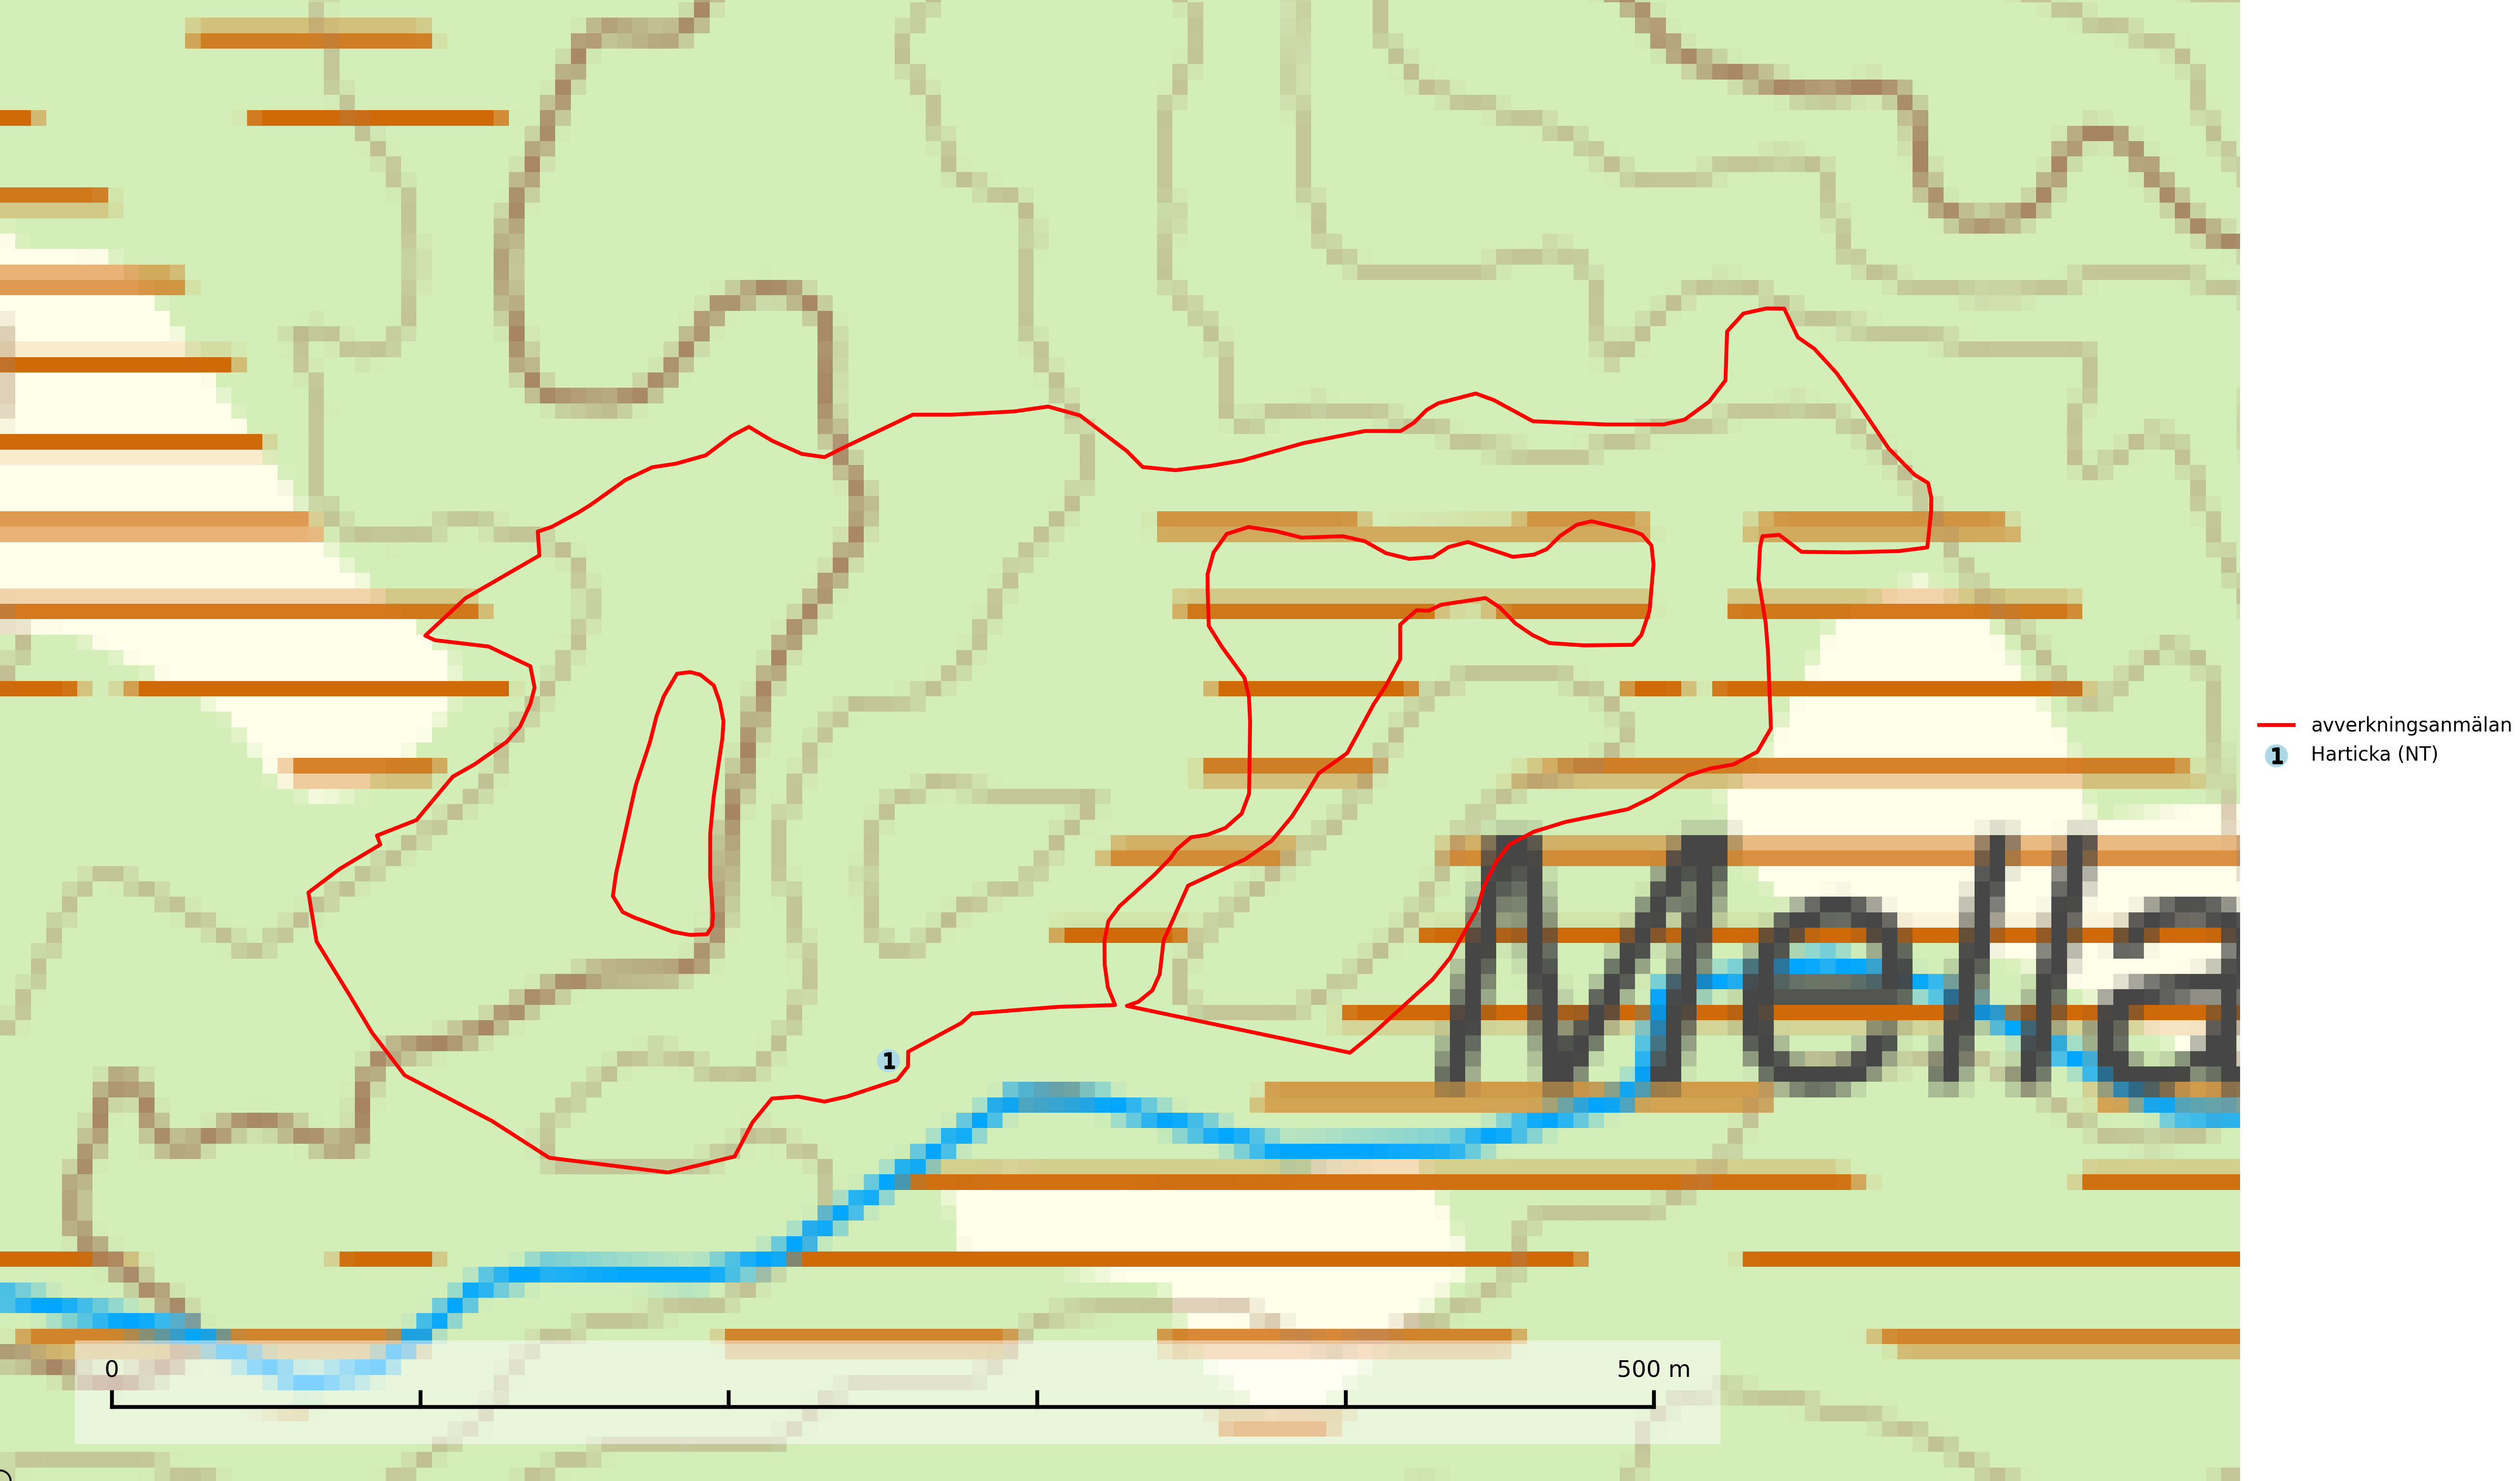 avverkningsanmälan
1 Harticka (NT)
Mella
1
0 500 m